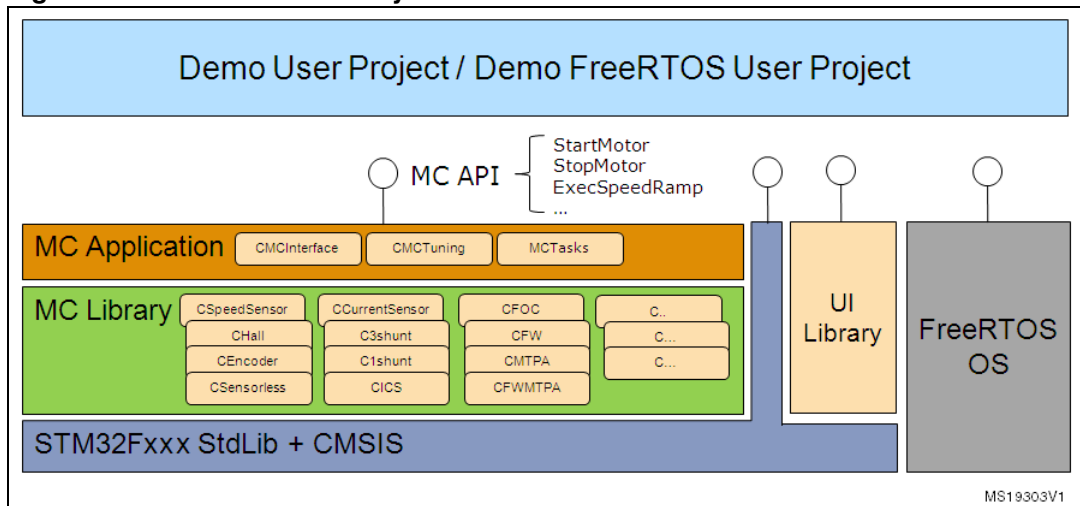 Demo User Project / Demo FreeRTOS User Project
MC API
StartMotor
StopMotor
ExecSpeedRamp
...
MC Application
CMCInterface
CMCTuning
MCTasks
MC Library
CSpeedSensor
CHall
CEncoder
CSensorless
CCurrentSensor
C3shunt
C1shunt
CICS
CFOC
CFW
CMTPA
CFWMTPA
C..
C...
C...
UI
Library
FreeRTOS
OS
STM32Fxxx StdLib + CMSIS
MS19303V1